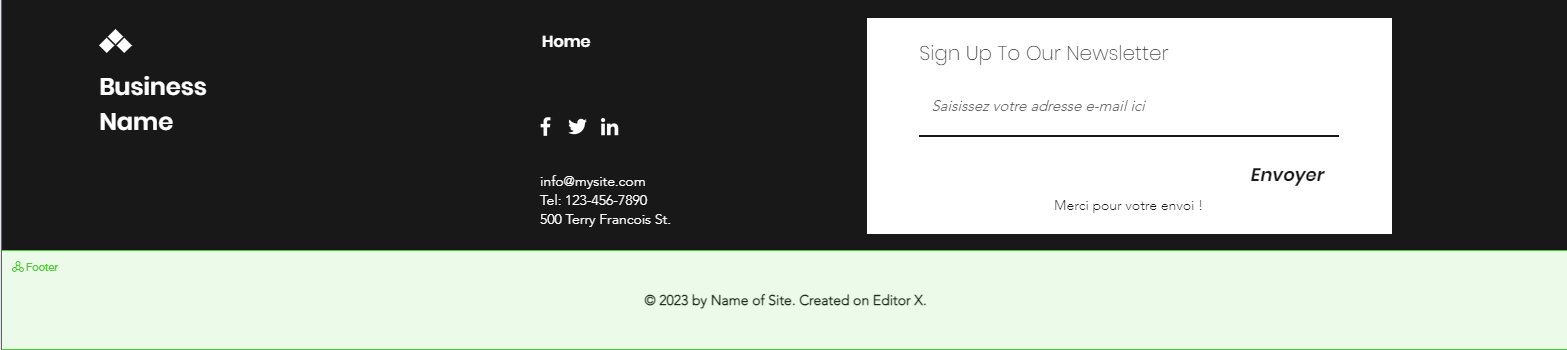 Business
Name
Home
info@mysite.com
Tel: 123-456-7890
500 Terry Francois St.
Sign Up To Our Newsletter
Saisissez votre adresse e-mail ici
Envoyer
Merci pour votre envoi !
Footer
© 2023 by Name of Site. Created on Editor X.